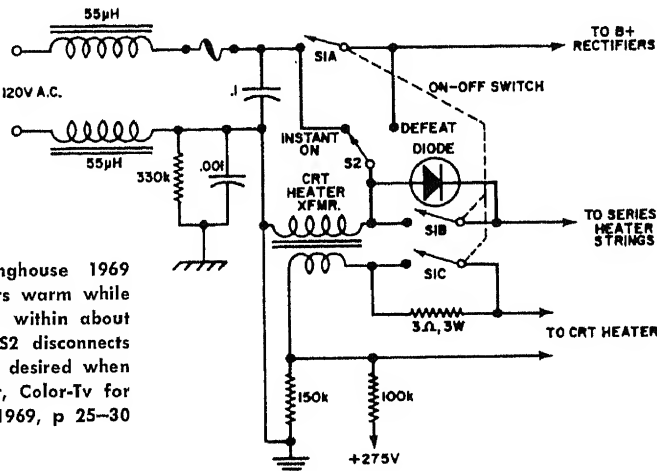 55µH
TO B+
RECTIFIERS
S1A
120V A.C.
.1
ON-OFF SWITCH
INSTANT
ON
DEFEAT
S2
DIODE
55µH
330k
.001
CRT
HEATER
XFMR.
S1B
TO SERIES
HEATER
STRINGS
S1C
3Ω, 3W
TO CRT HEATER
150k
100k
+275V
nghouse 1969
rs warm while
within about
S2 disconnects
desired when
r, Color-Tv for
1969, p 25–30